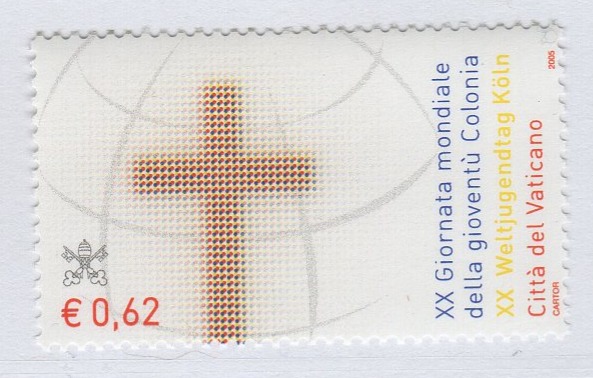 € 0,62
XX Giornata mondiale
della gioventù Colonia
XX Weltjugendtag Köln
Città del Vaticano
CARTOR
2005